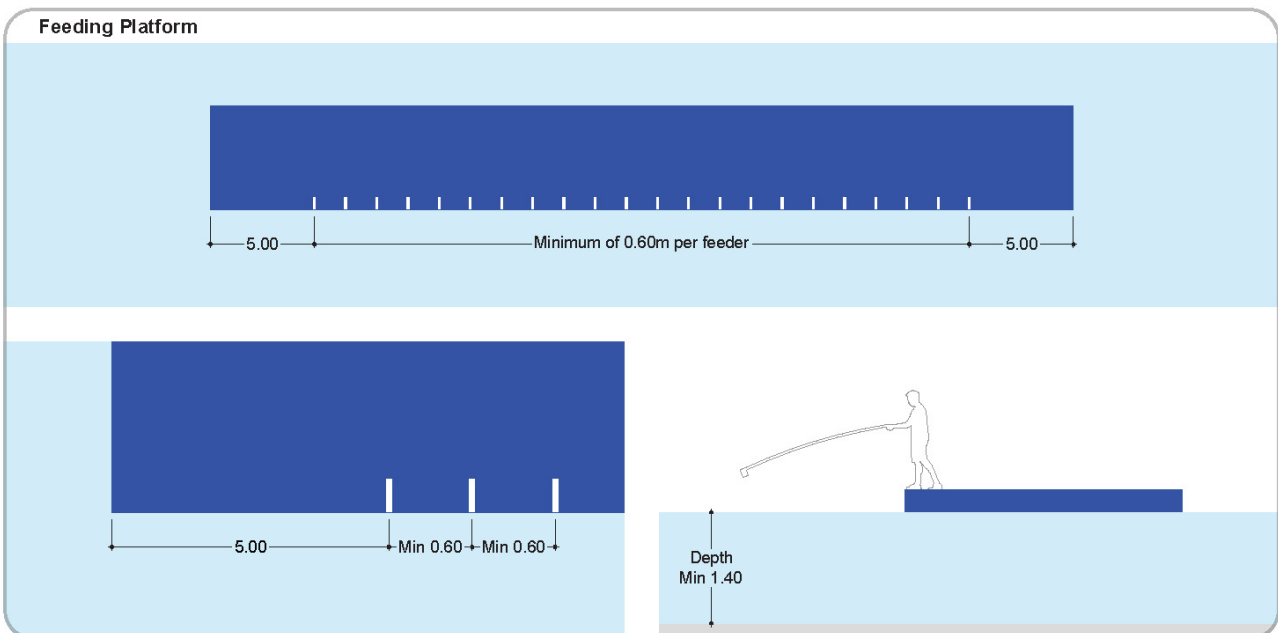 Feeding Platform
5.00
Minimum of 0.60m per feeder
5.00
5.00
Min 0.60
Min 0.60
Depth
Min 1.40